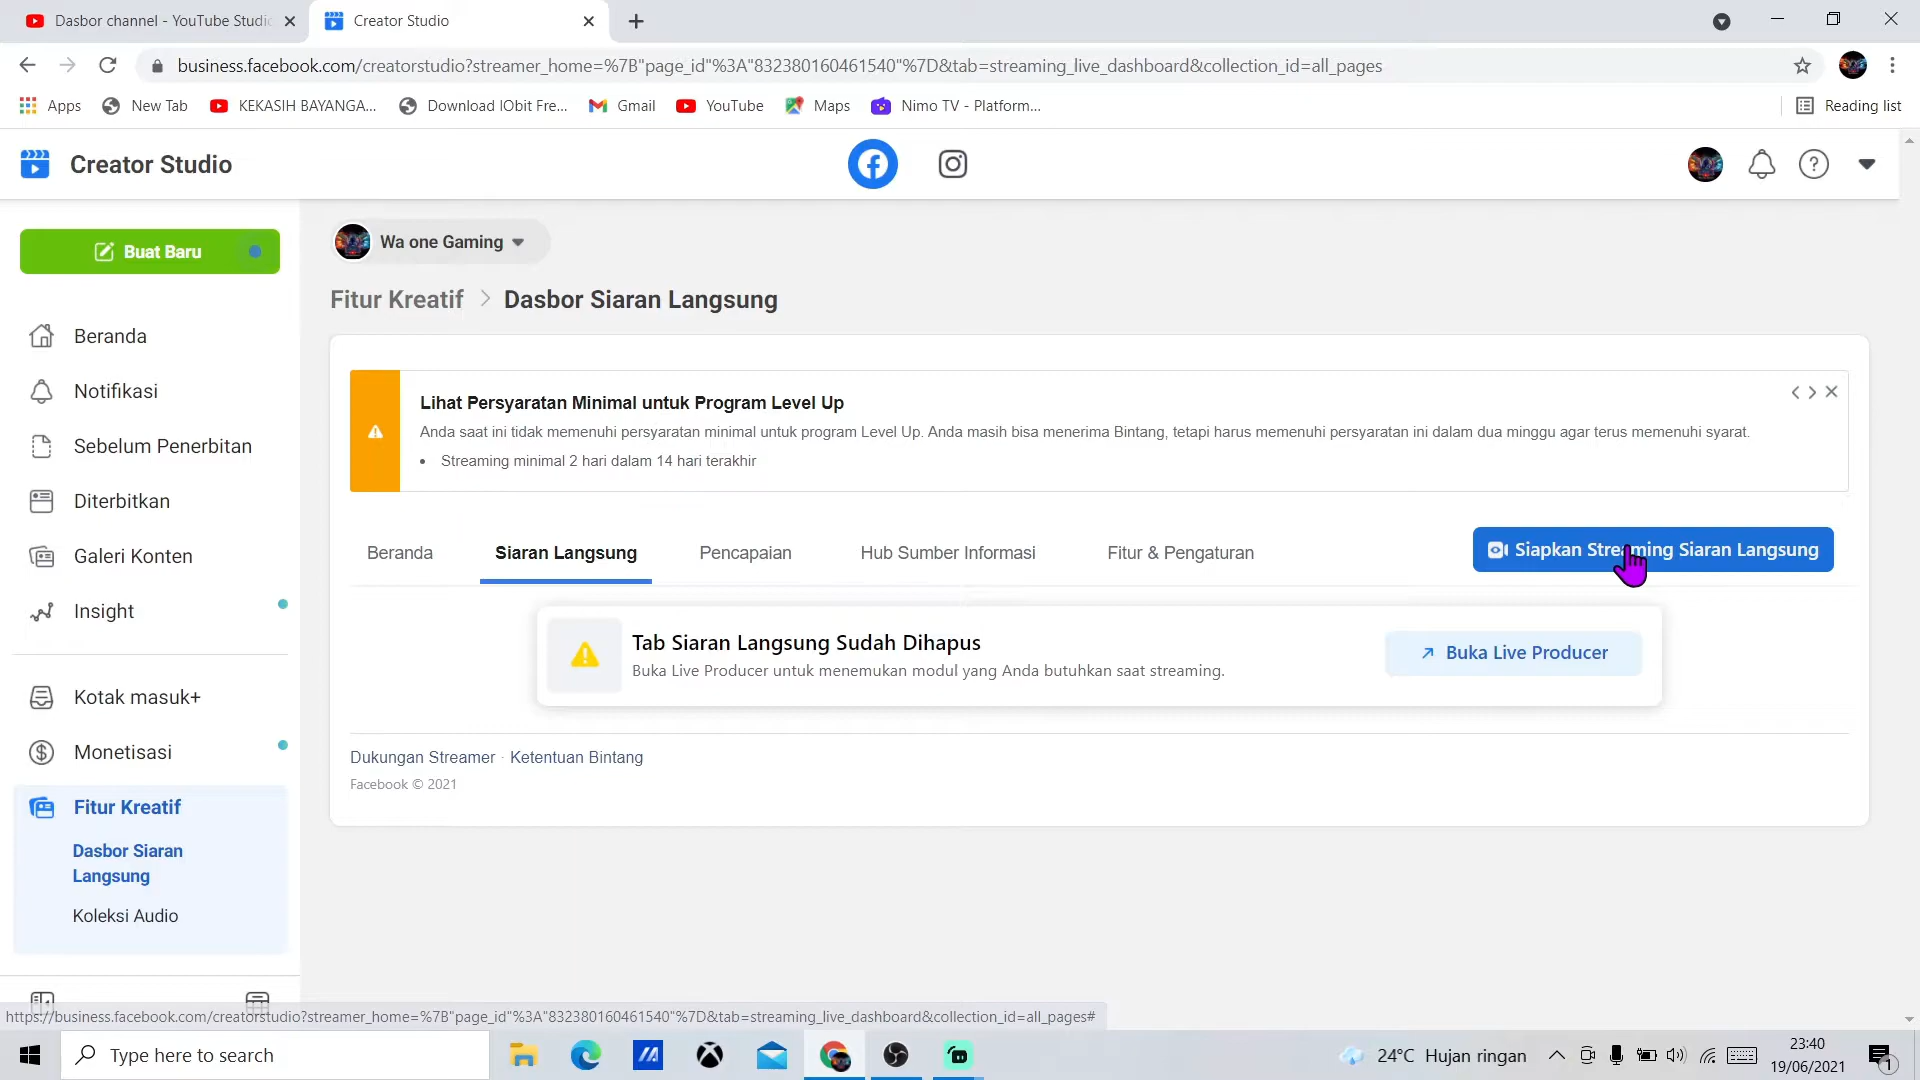 Dasbor channel - YouTube Studio
Creator Studio
business.facebook.com/creatorstudio?streamer_home=%7B"page_id"%3A"832380160461540"%7D&tab=streaming_live_dashboard&collection_id=all_pages
Apps
New Tab
KEKASIH BAYANGA...
Download IObit Fre...
Gmail
YouTube
Maps
Nimo TV - Platform...
Reading list
Creator Studio
Buat Baru
Beranda
Notifikasi
Sebelum Penerbitan
Diterbitkan
Galeri Konten
Insight
Kotak masuk+
Monetisasi
Fitur Kreatif
Dasbor Siaran
Langsung
Koleksi Audio
Wa one Gaming
Fitur Kreatif > Dasbor Siaran Langsung
Lihat Persyaratan Minimal untuk Program Level Up
Anda saat ini tidak memenuhi persyaratan minimal untuk program Level Up. Anda masih bisa menerima Bintang, tetapi harus memenuhi persyaratan ini dalam dua minggu agar terus memenuhi syarat.
• Streaming minimal 2 hari dalam 14 hari terakhir
Beranda
Siaran Langsung
Pencapaian
Hub Sumber Informasi
Fitur & Pengaturan
Siapkan Streaming Siaran Langsung
Tab Siaran Langsung Sudah Dihapus
Buka Live Producer untuk menemukan modul yang Anda butuhkan saat streaming.
Buka Live Producer
Dukungan Streamer · Ketentuan Bintang
Facebook © 2021
https://business.facebook.com/creatorstudio?streamer_home=%7B"page_id"%3A"832380160461540"%7D&tab=streaming_live_dashboard&collection_id=all_pages#
Type here to search
24°C Hujan ringan
23:40
19/06/2021
1